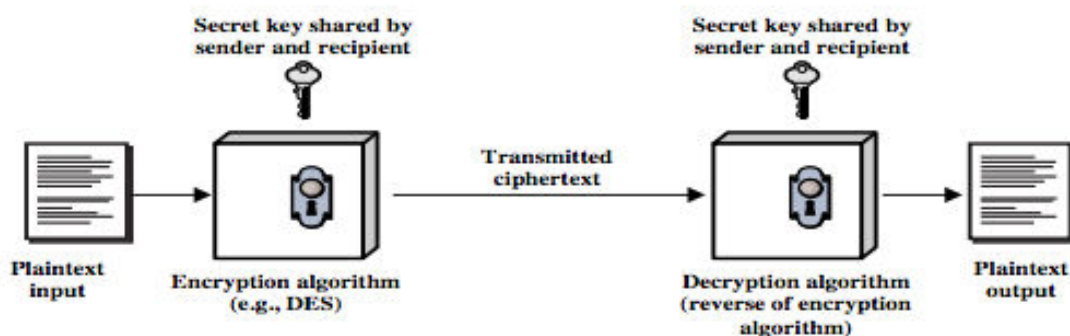 Secret key shared by
sender and recipient
Secret key shared by
sender and recipient
Transmitted
ciphertext
Plaintext
input
Encryption algorithm
(e.g., DES)
Decryption algorithm
(reverse of encryption
algorithm)
Plaintext
output